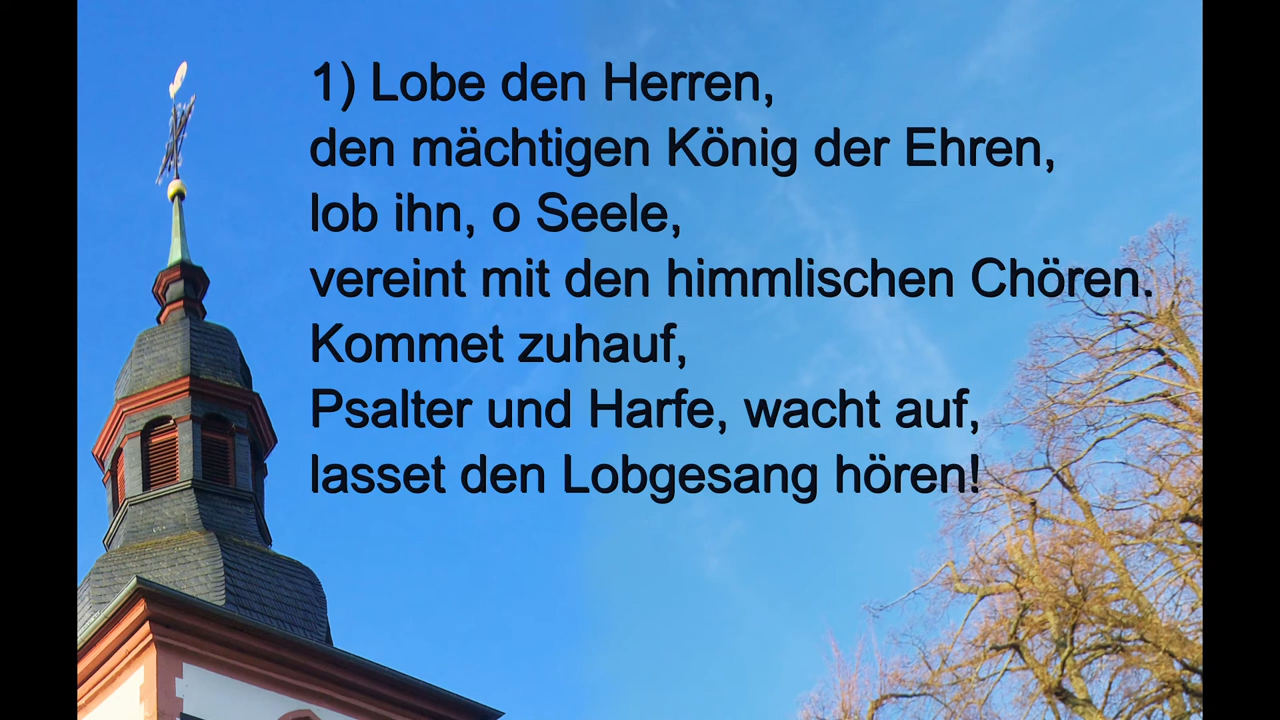 1) Lobe den Herren,
den mächtigen König der Ehren,
lob ihn, o Seele,
vereint mit den himmlischen Chören.
Kommet zuhauf,
Psalter und Harfe, wacht auf,
lasset den Lobgesang hören!